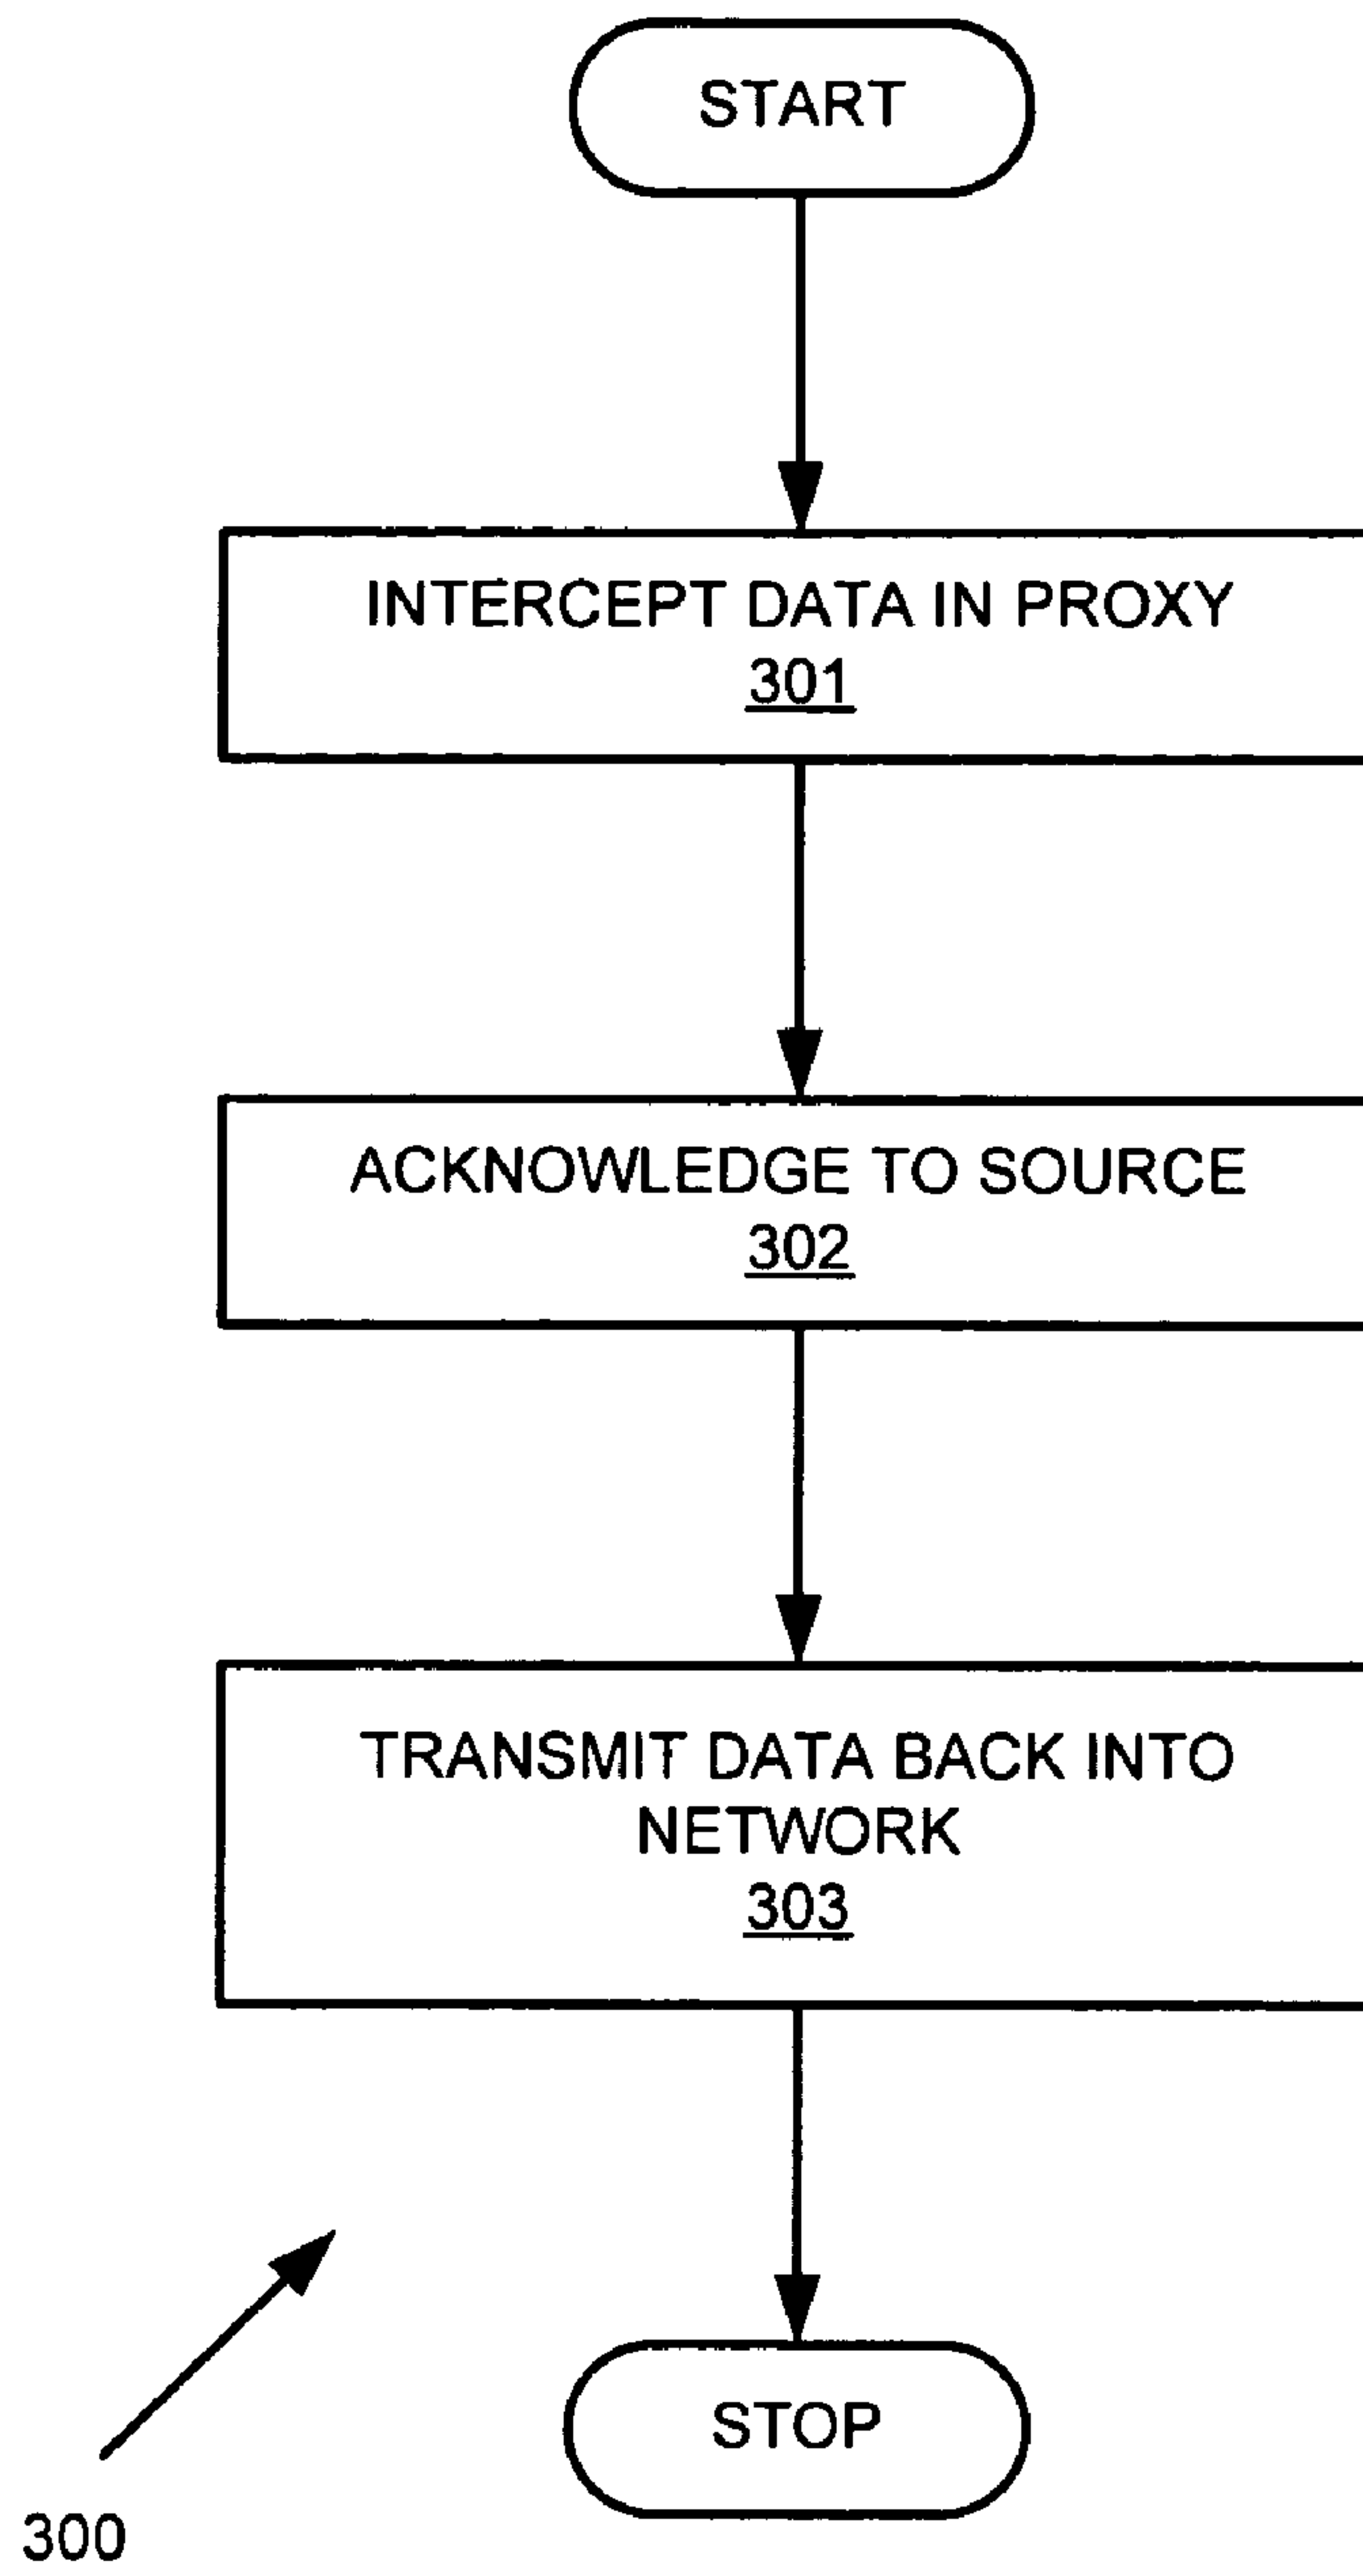 START
INTERCEPT DATA IN PROXY
301
ACKNOWLEDGE TO SOURCE
302
TRANSMIT DATA BACK INTO
NETWORK
303
STOP
300